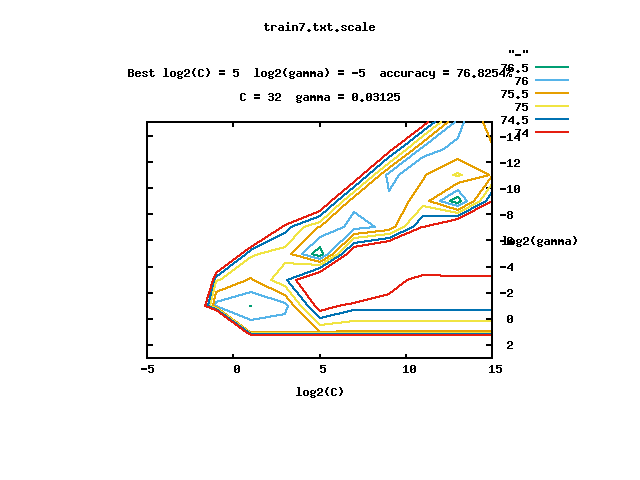 train7.txt.scale
"-"
Best log2(C) = 5  log2(gamma) = -5  accuracy = 76.8254%
76.5
76
C = 32  gamma = 0.03125
75.5
75
74.5
74
-14
-12
-10
-8
-6
log2(gamma)
-4
-2
0
2
-5 0 5 10 15
log2(C)